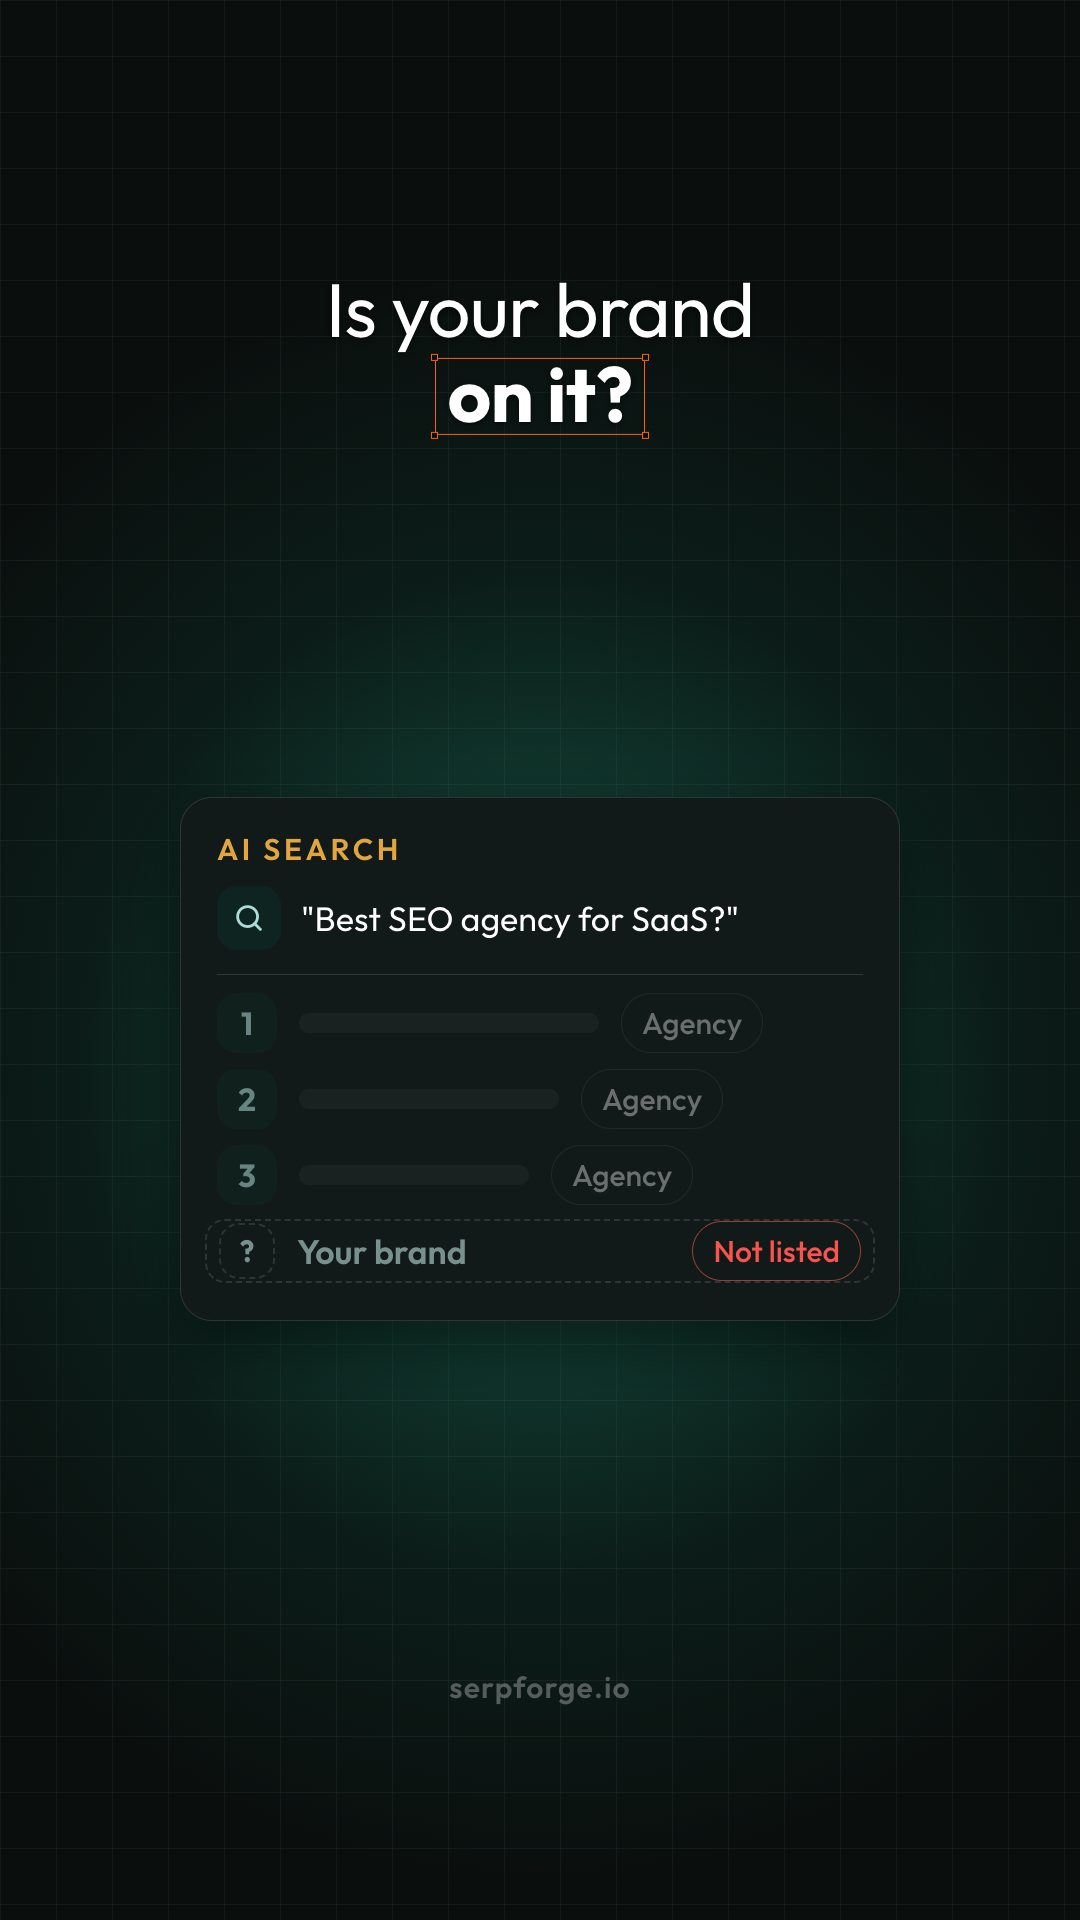 Is your brand
on it?
AI SEARCH
"Best SEO agency for SaaS?"
1 Agency
2 Agency
3 Agency
? Your brand Not listed
serpforge.io